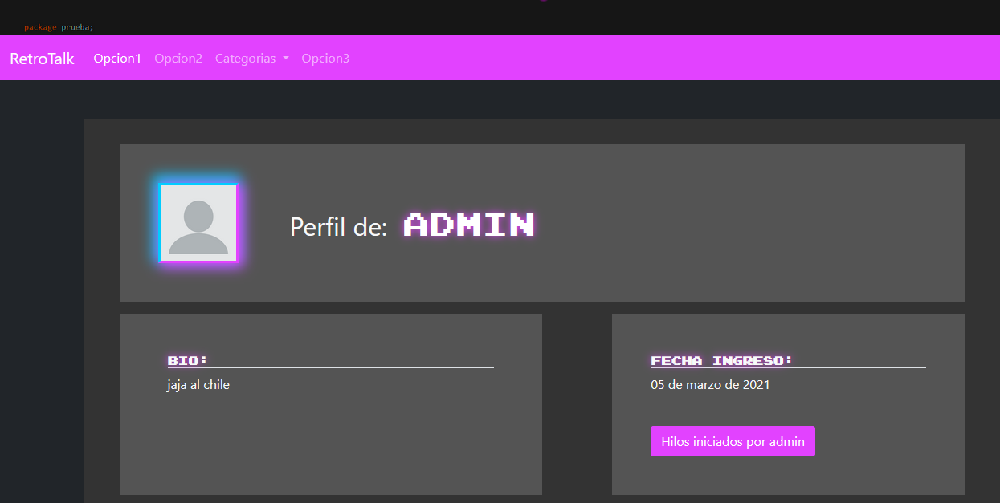 package prueba;
RetroTalk Opcion1 Opcion2 Categorias Opcion3
Perfil de: ADMIN
BIO:
jaja al chile
FECHA INGRESO:
05 de marzo de 2021
Hilos iniciados por admin